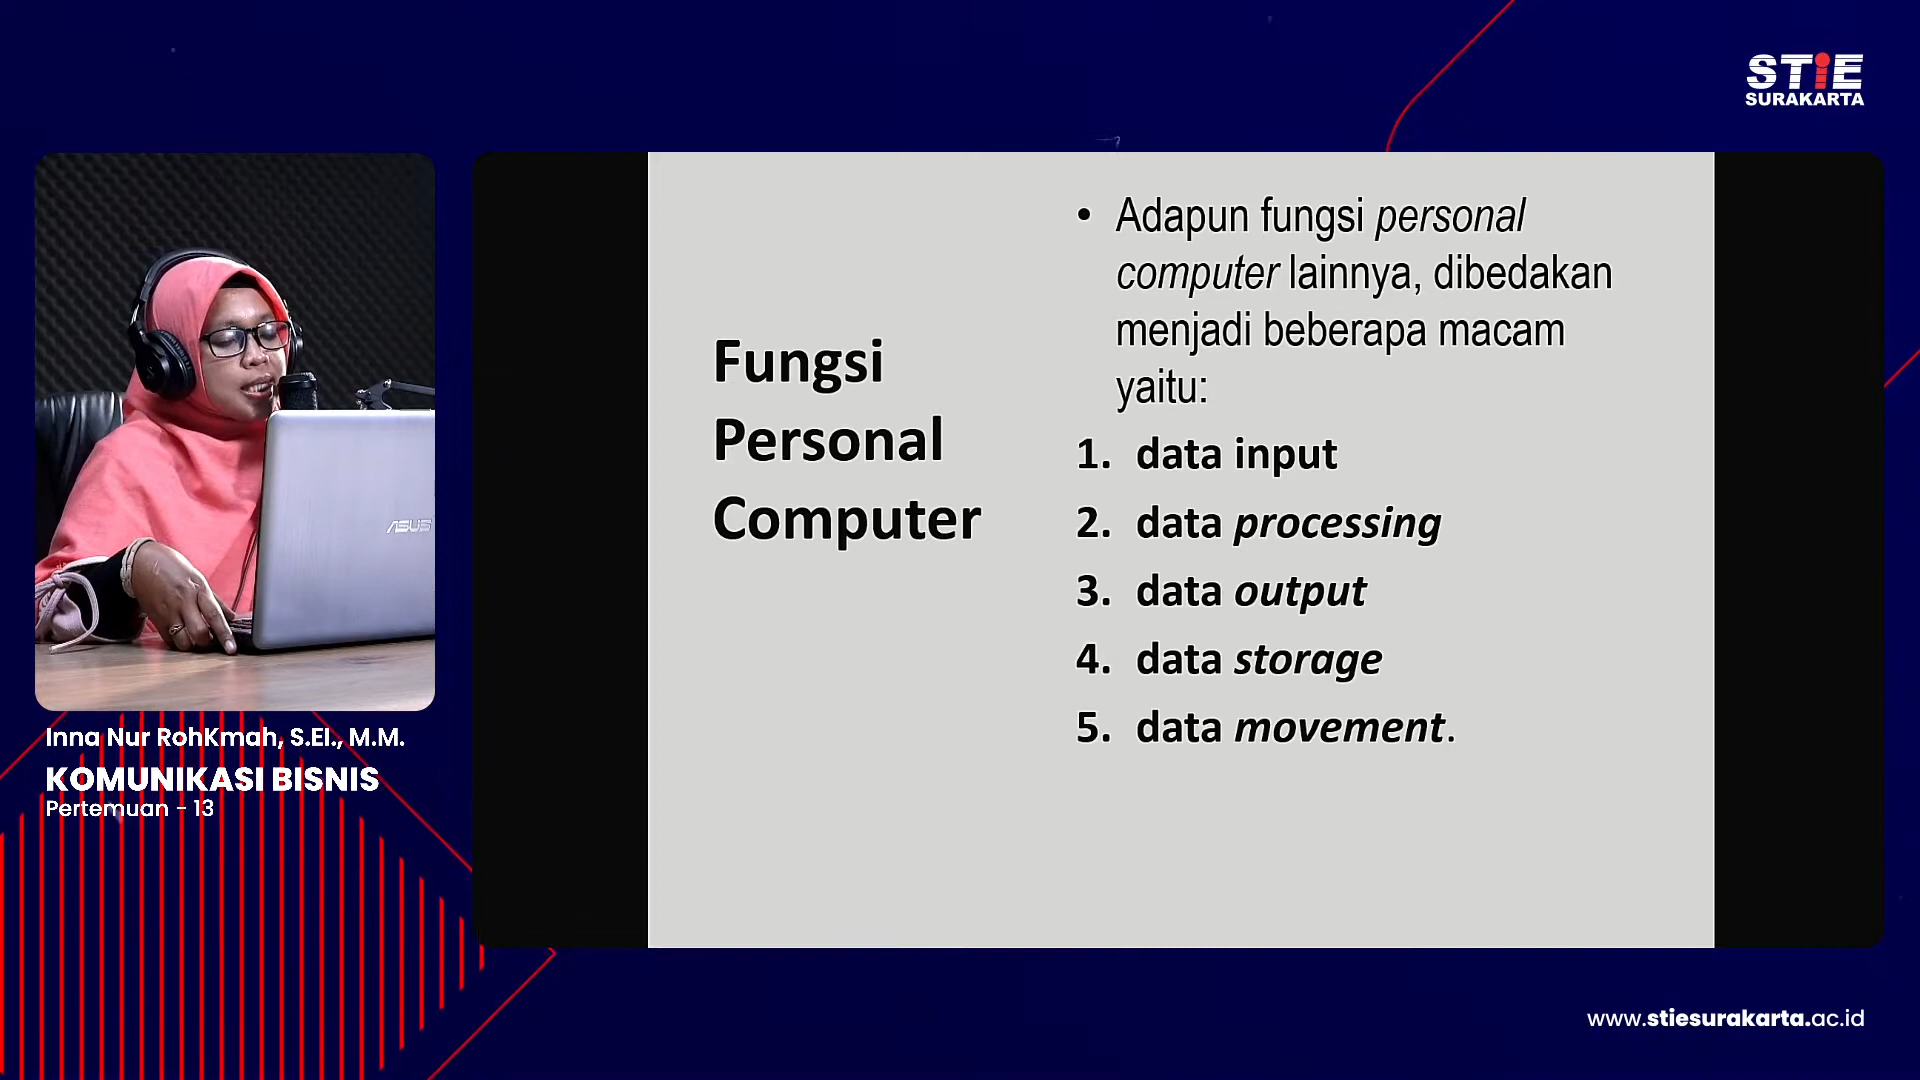 STiE
SURAKARTA
Fungsi
Personal
Computer
• Adapun fungsi personal
computer lainnya, dibedakan
menjadi beberapa macam
yaitu:
1. data input
2. data processing
3. data output
4. data storage
5. data movement.
ASUS
Inna Nur RohKmah, S.EI., M.M.
KOMUNIKASI BISNIS
Pertemuan - 13
www.stiesurakarta.ac.id